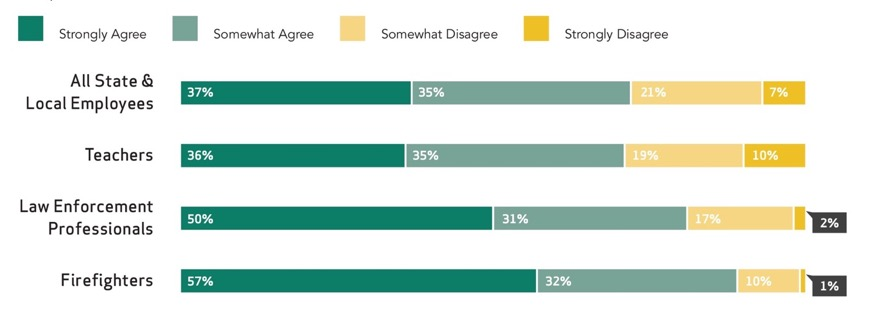 Strongly Agree Somewhat Agree Somewhat Disagree Strongly Disagree
All State &
Local Employees
37% 35% 21% 7%
Teachers
36% 35% 19% 10%
Law Enforcement
Professionals
50% 31% 17% 2%
Firefighters
57% 32% 10% 1%